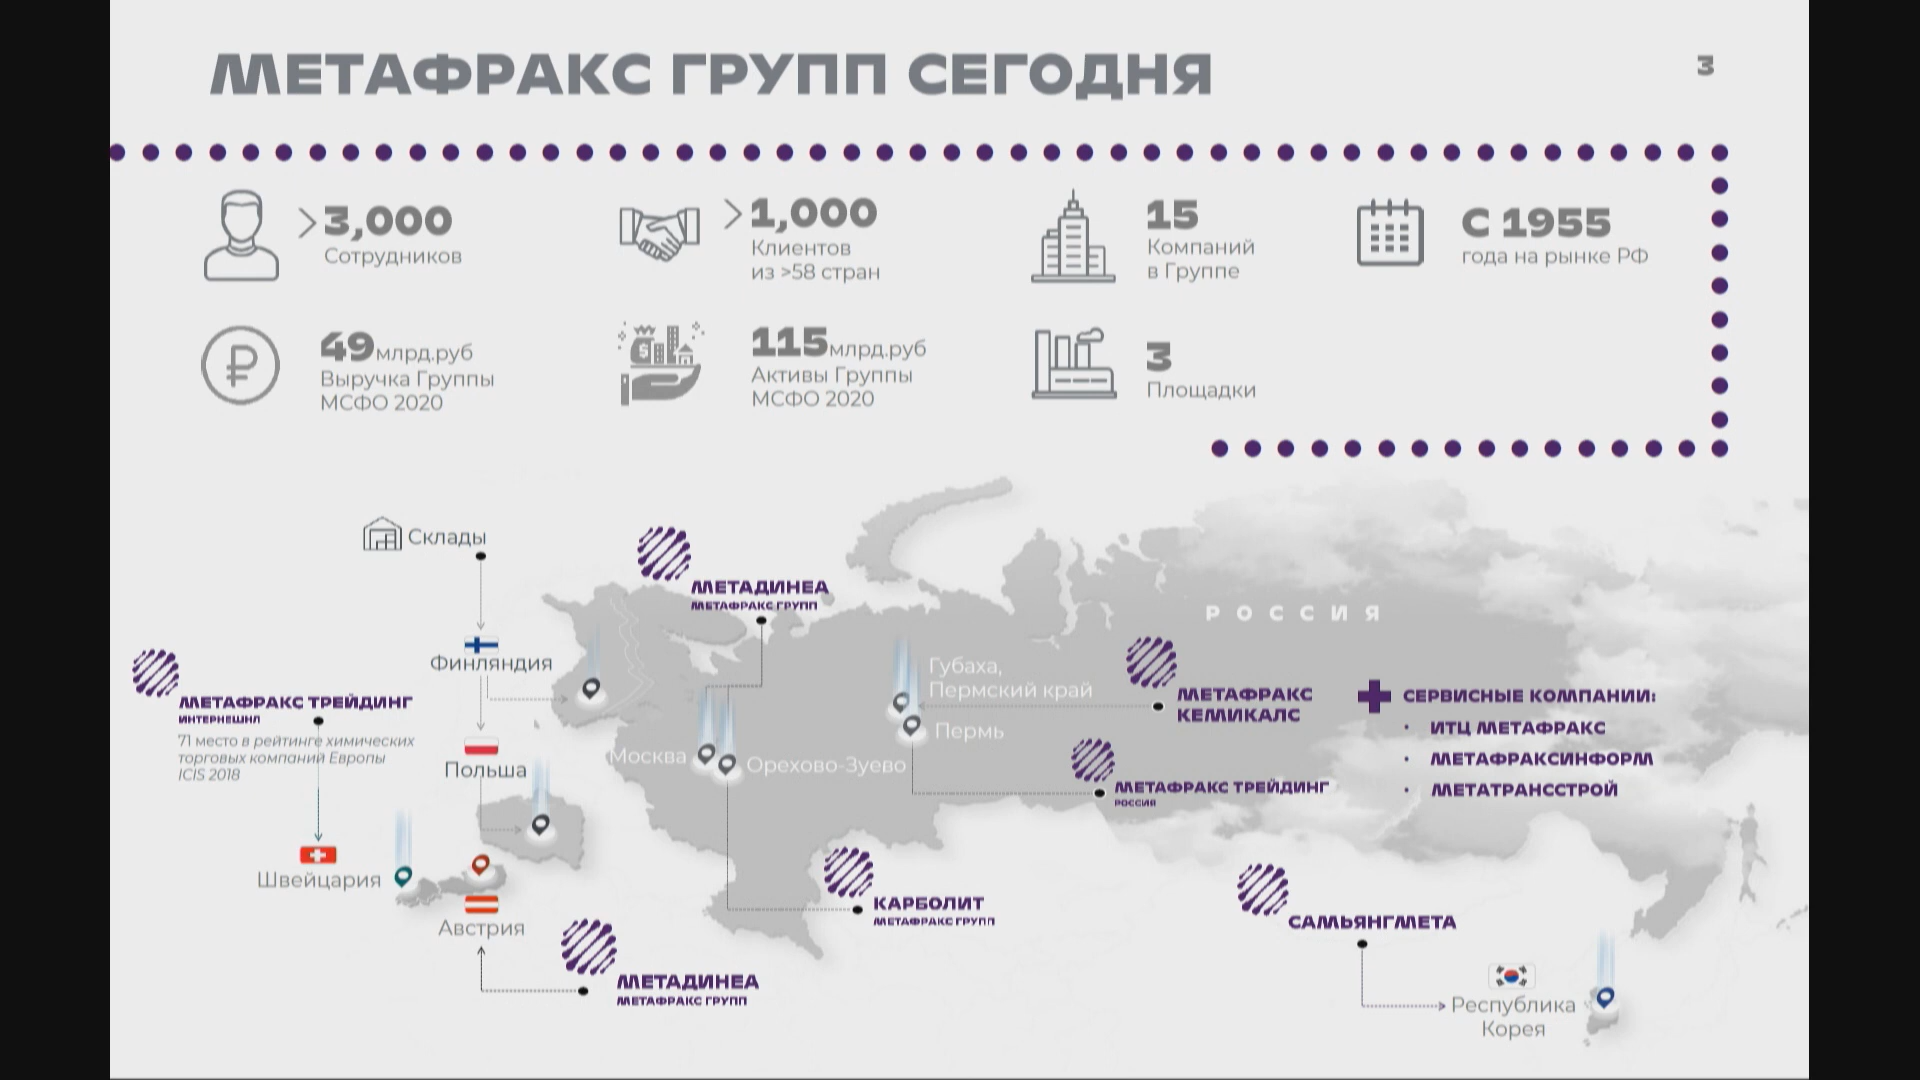 МЕТАФРАКС ГРУПП СЕГОДНЯ
3
>3,000
Сотрудников
>1,000
Клиентов
из >58 стран
15
Компаний
в Группе
С 1955
года на рынке РФ
49 млрд.руб
Выручка Группы
МСФО 2020
115 млрд.руб
Активы Группы
МСФО 2020
3
Площадки
Склады
Финляндия
Польша
МЕТАФРАКС ТРЕЙДИНГ
ИНТЕРНЕШНЛ
71 место в рейтинге химических
торговых компаний Европы
ICIS 2018
Швейцария
Австрия
МЕТАДИНЕА
МЕТАФРАКС ГРУПП
МЕТАДИНЕА
МЕТАФРАКС ГРУПП
Москва
Орехово-Зуево
КАРБОЛИТ
МЕТАФРАКС ГРУПП
РОССИЯ
Губаха,
Пермский край
Пермь
МЕТАФРАКС
КЕМИКАЛС
МЕТАФРАКС ТРЕЙДИНГ
РОССИЯ
СЕРВИСНЫЕ КОМПАНИИ:
• ИТЦ МЕТАФРАКС
• МЕТАФРАКСИНФОРМ
• МЕТАТРАНССТРОЙ
САМЬЯНГМЕТА
Республика
Корея